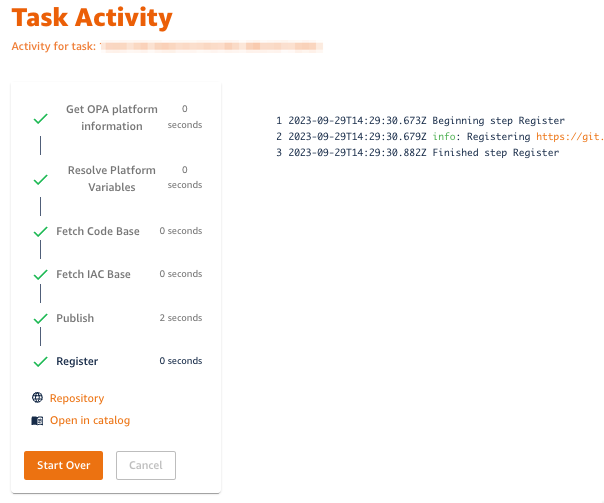 Task Activity
Activity for task:
Get OPA platform information 0 seconds
Resolve Platform Variables 0 seconds
Fetch Code Base 0 seconds
Fetch IAC Base 0 seconds
Publish 2 seconds
Register 0 seconds
Repository
Open in catalog
Start Over Cancel
1 2023-09-29T14:29:30.673Z Beginning step Register
2 2023-09-29T14:29:30.679Z info: Registering https://git.
3 2023-09-29T14:29:30.882Z Finished step Register